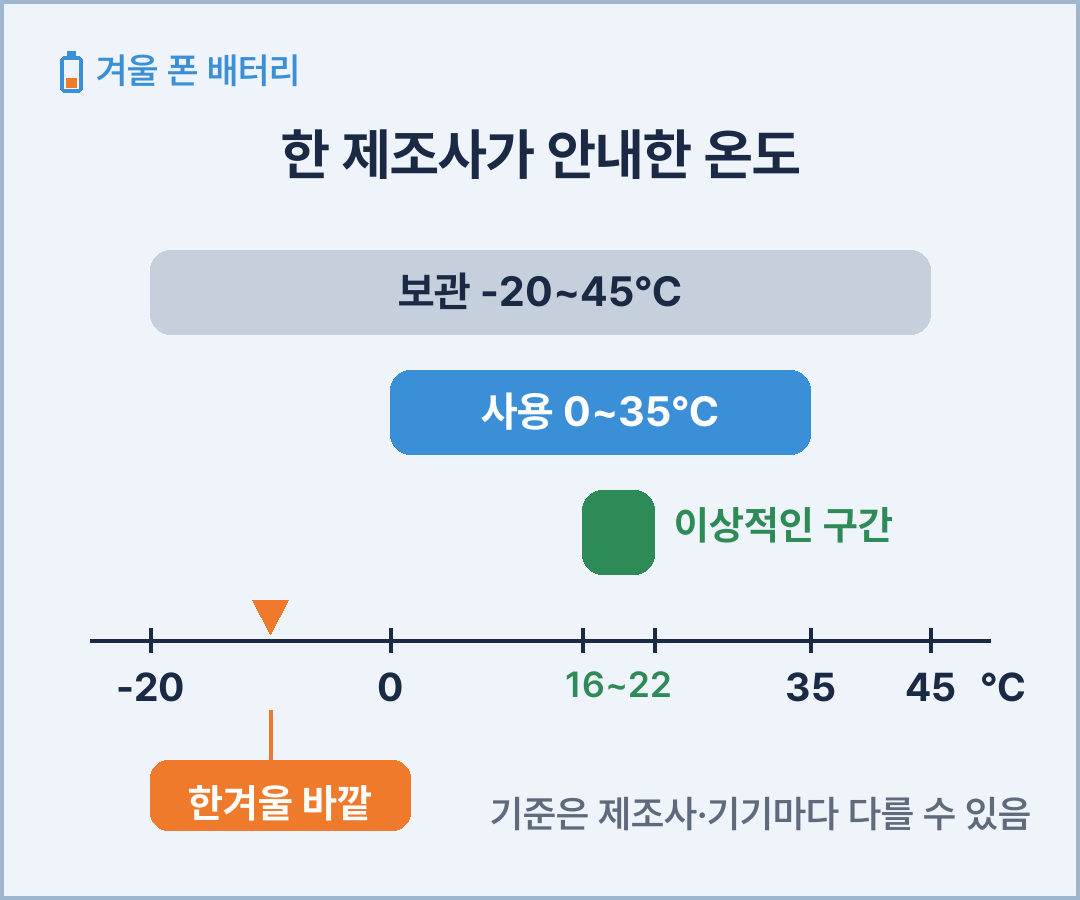 겨울 폰 배터리
한 제조사가 안내한 온도
보관 -20~45°C
사용 0~35°C
이상적인 구간
-20 0 16~22 35 45 °C
한겨울 바깥
기준은 제조사·기기마다 다를 수 있음